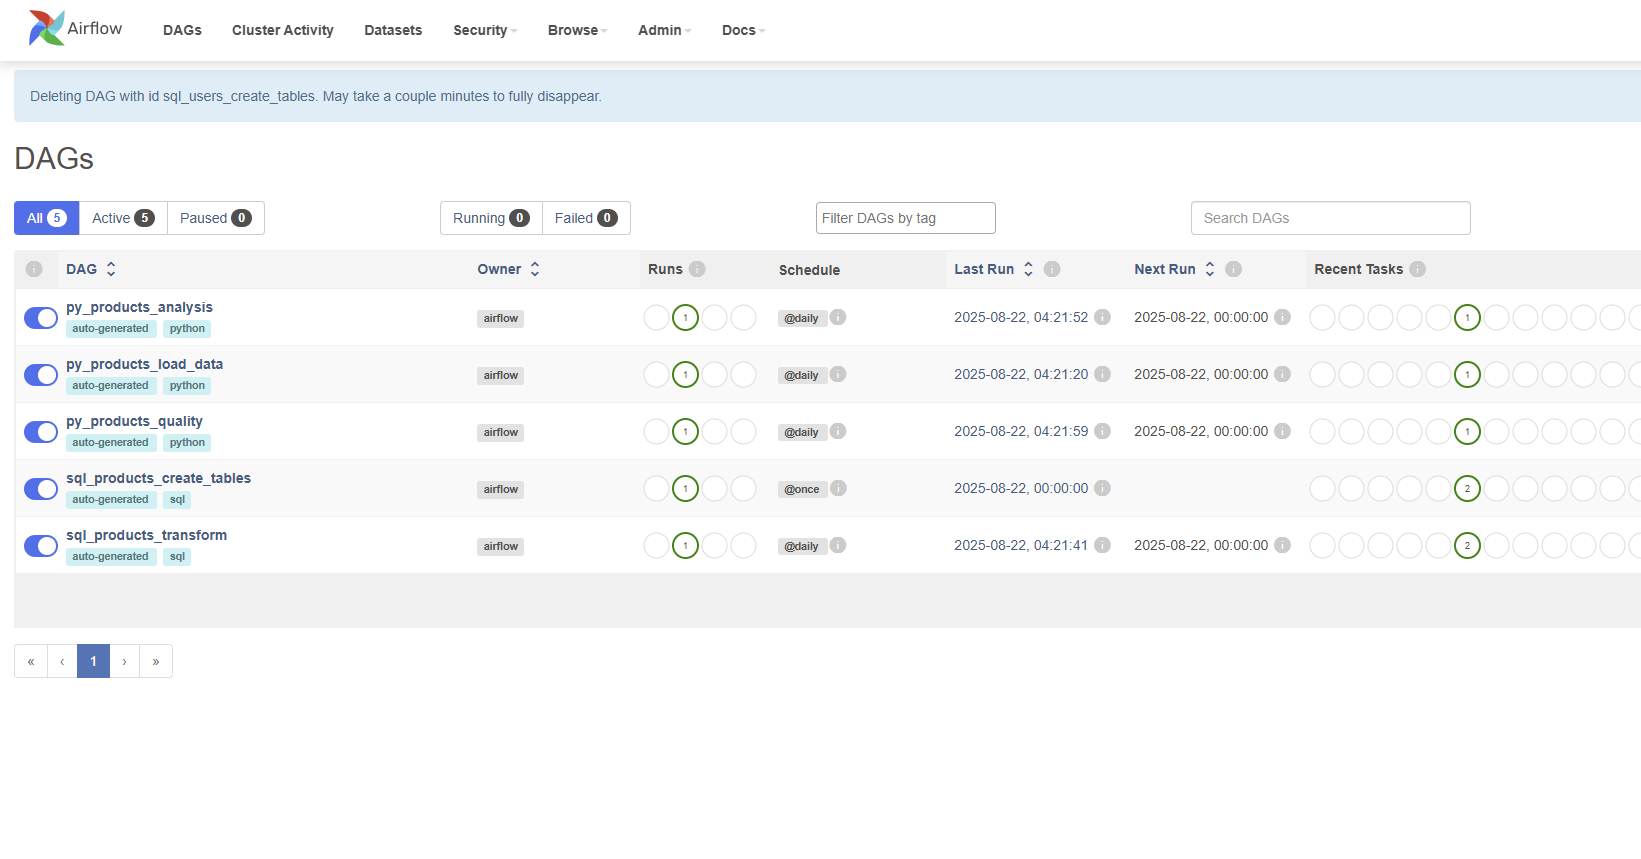 Airflow DAGs Cluster Activity Datasets Security Browse Admin Docs
Deleting DAG with id sql_users_create_tables. May take a couple minutes to fully disappear.
DAGs
All 5 Active 5 Paused 0 Running 0 Failed 0 Filter DAGs by tag Search DAGs
i DAG Owner Runs i Schedule Last Run i Next Run i Recent Tasks i
py_products_analysis
auto-generated python airflow 1 @daily i 2025-08-22, 04:21:52 i 2025-08-22, 00:00:00 i 1
py_products_load_data
auto-generated python airflow 1 @daily i 2025-08-22, 04:21:20 i 2025-08-22, 00:00:00 i 1
py_products_quality
auto-generated python airflow 1 @daily i 2025-08-22, 04:21:59 i 2025-08-22, 00:00:00 i 1
sql_products_create_tables
auto-generated sql airflow 1 @once i 2025-08-22, 00:00:00 i 2
sql_products_transform
auto-generated sql airflow 1 @daily i 2025-08-22, 04:21:41 i 2025-08-22, 00:00:00 i 2
« ‹ 1 › »